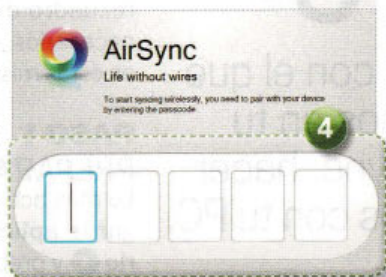 AirSync
Life without wires
To start syncing wirelessly, you need to pair with your device
by entering the passcode
4